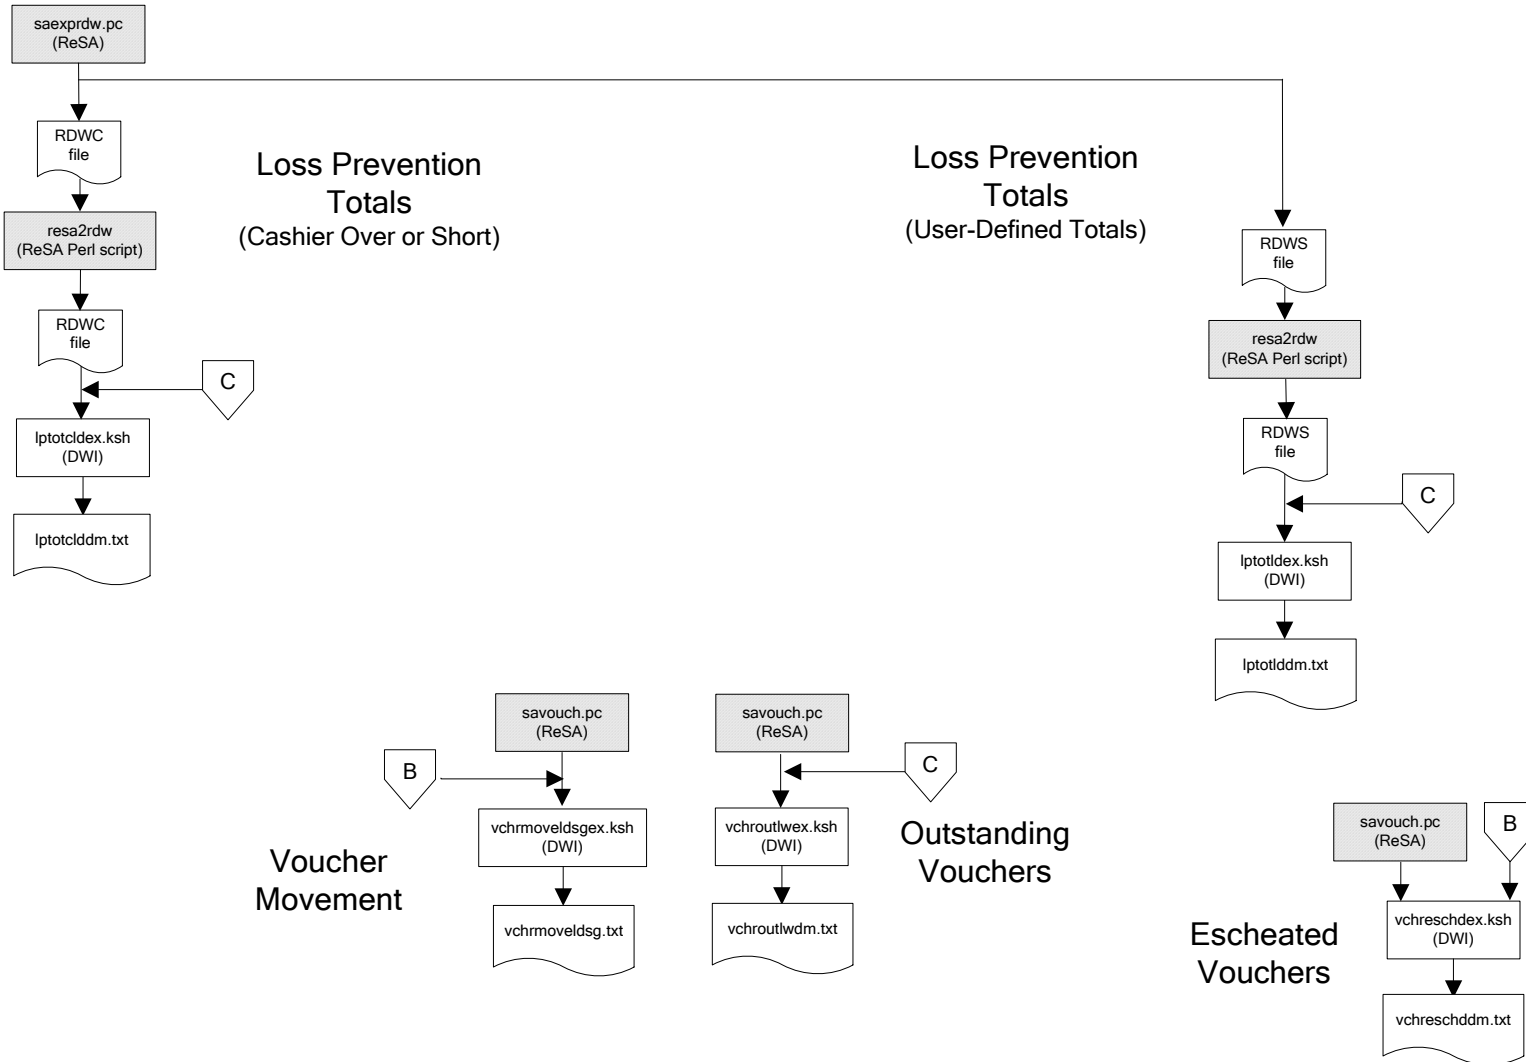 saexprdw.pc
(ReSA)
RDWC
file
Loss Prevention
Totals
(Cashier Over or Short)
Loss Prevention
Totals
(User-Defined Totals)
resa2rdw
(ReSA Perl script)
RDWS
file
RDWC
file
resa2rdw
(ReSA Perl script)
C
lptotcldex.ksh
(DWI)
RDWS
file
C
lptotclddm.txt
lptotldex.ksh
(DWI)
lptotlddm.txt
savouch.pc
(ReSA)
savouch.pc
(ReSA)
B
C
vchrmoveldsgex.ksh
(DWI)
vchroutlwex.ksh
(DWI)
Outstanding
Vouchers
savouch.pc
(ReSA)
B
Voucher
Movement
vchrmoveldsg.txt
vchroutlwdm.txt
Escheated
Vouchers
vchreschdex.ksh
(DWI)
vchreschddm.txt